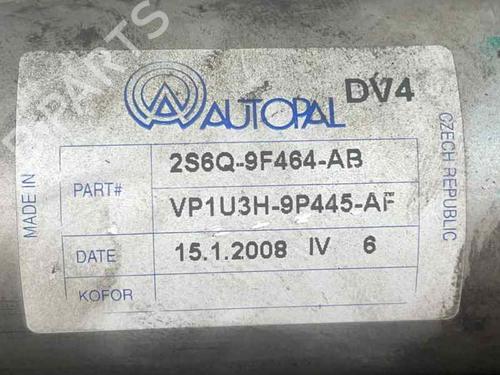 B-PARTS
AUTOPAL DV4
MADE IN
2S6Q-9F464-AB
PART#
VP1U3H-9P445-AF
DATE 15.1.2008 IV 6
KOFOR
CZECH REPUBLIC